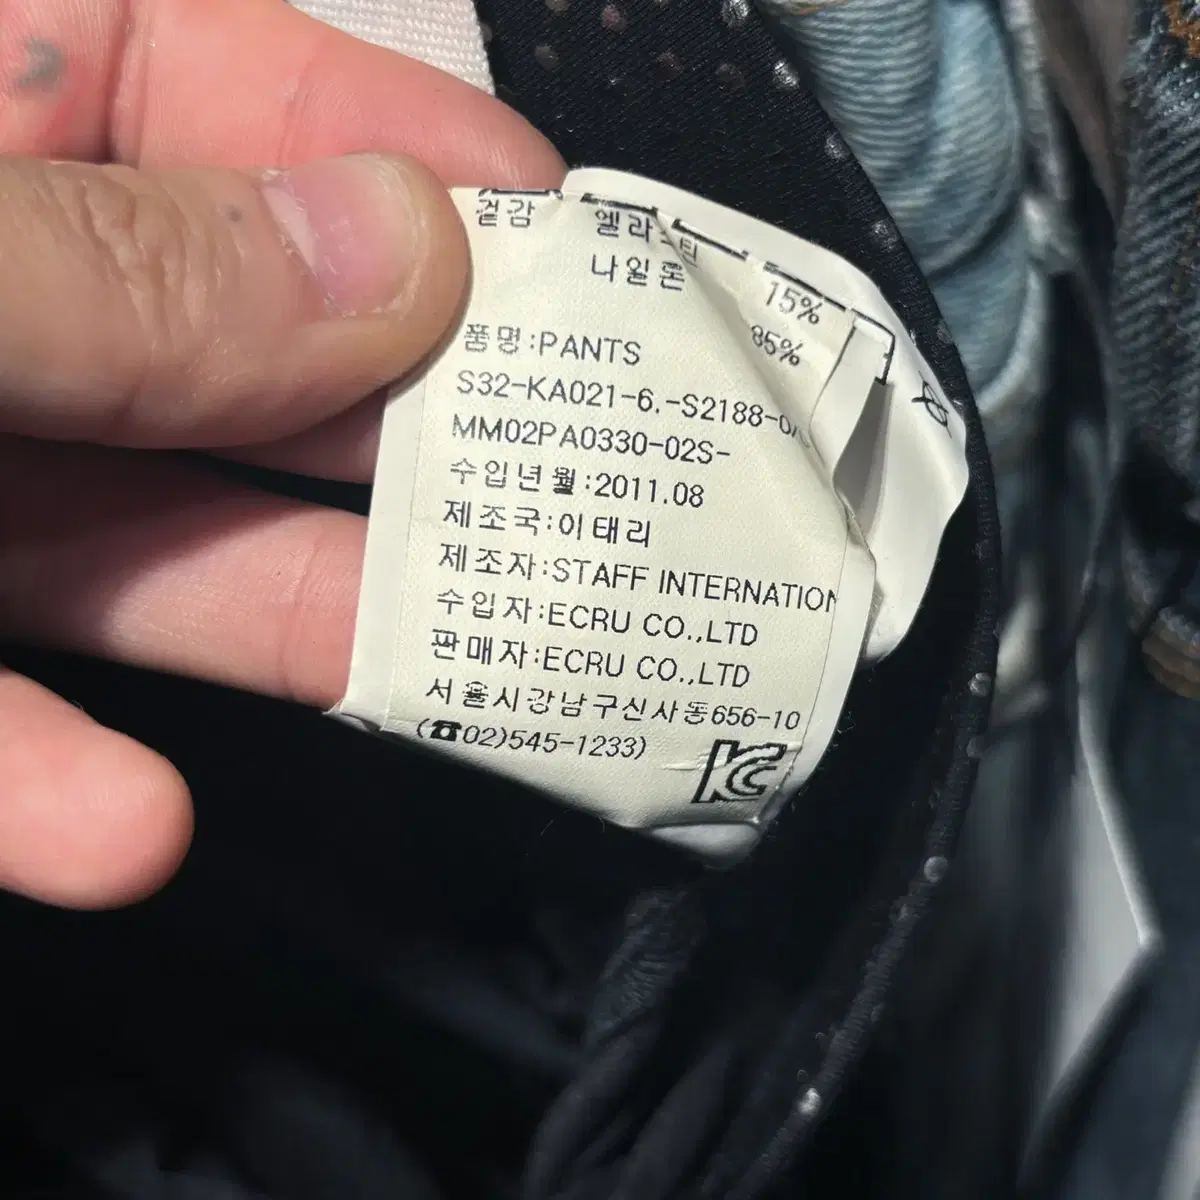 겉감 엘라스틴 15%
나일론 85%
품명:PANTS
S32-KA021-6.-S2188-
MM02PA0330-02S-
수입년월:2011.08
제조국:이태리
제조자:STAFF INTERNATION
수입자:ECRU CO.,LTD
판매자:ECRU CO.,LTD
서울시강남구신사동656-10
(☎02)545-1233)
KC